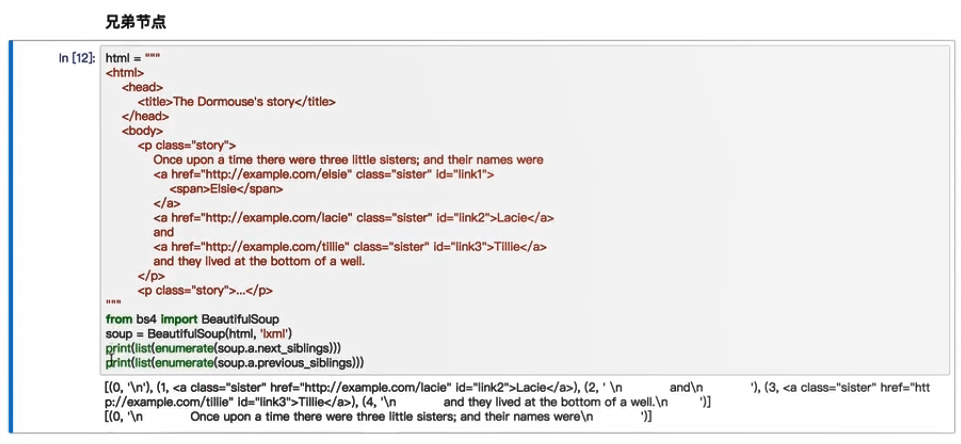 兄弟节点
In [12]: html = """
<html>
<head>
<title>The Dormouse's story</title>
</head>
<body>
<p class="story">
Once upon a time there were three little sisters; and their names were
<a href="http://example.com/elsie" class="sister" id="link1">
<span>Elsie</span>
</a>
<a href="http://example.com/lacie" class="sister" id="link2">Lacie</a>
and
<a href="http://example.com/tillie" class="sister" id="link3">Tillie</a>
and they lived at the bottom of a well.
</p>
<p class="story">...</p>
"""
from bs4 import BeautifulSoup
soup = BeautifulSoup(html, 'lxml')
print(list(enumerate(soup.a.next_siblings)))
print(list(enumerate(soup.a.previous_siblings)))
[(0, '\n'), (1, <a class="sister" href="http://example.com/lacie" id="link2">Lacie</a>), (2, ' \n and\n '), (3, <a class="sister" href="htt
p://example.com/tillie" id="link3">Tillie</a>), (4, '\n and they lived at the bottom of a well.\n ')]
[(0, '\n Once upon a time there were three little sisters; and their names were\n ')]